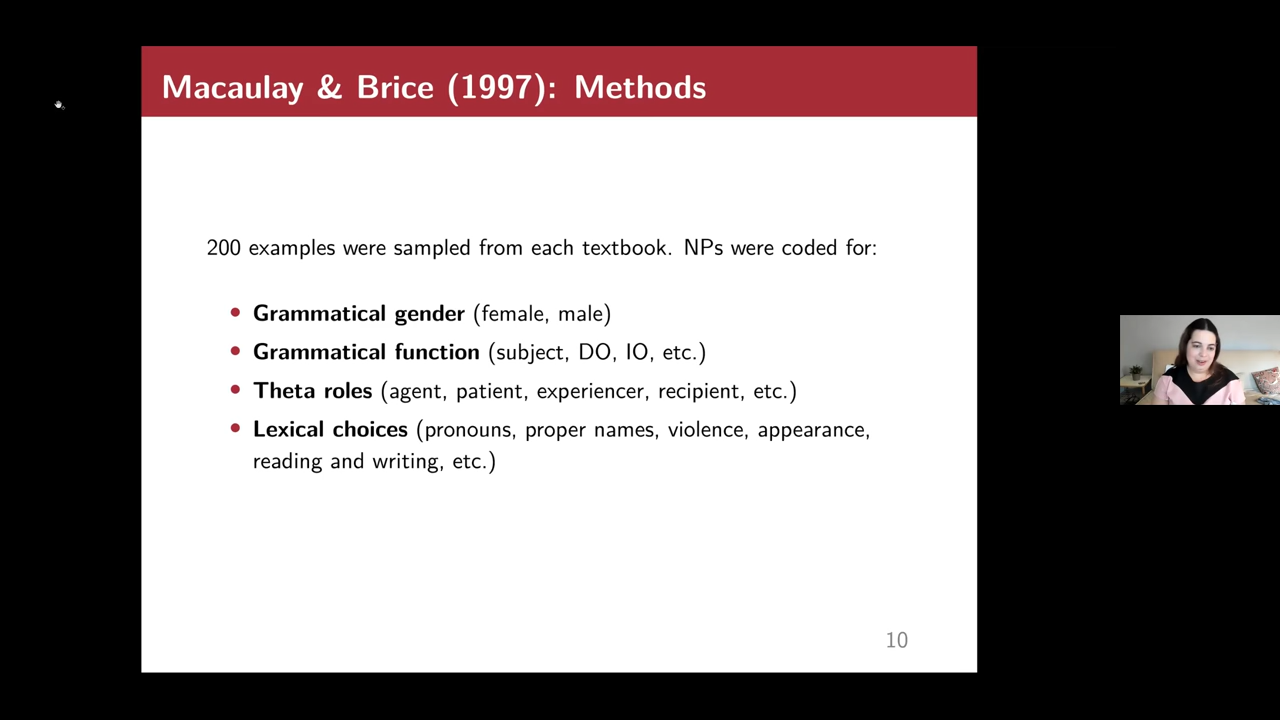 Macaulay & Brice (1997): Methods
200 examples were sampled from each textbook. NPs were coded for:
• Grammatical gender (female, male)
• Grammatical function (subject, DO, IO, etc.)
• Theta roles (agent, patient, experiencer, recipient, etc.)
• Lexical choices (pronouns, proper names, violence, appearance,
reading and writing, etc.)
10